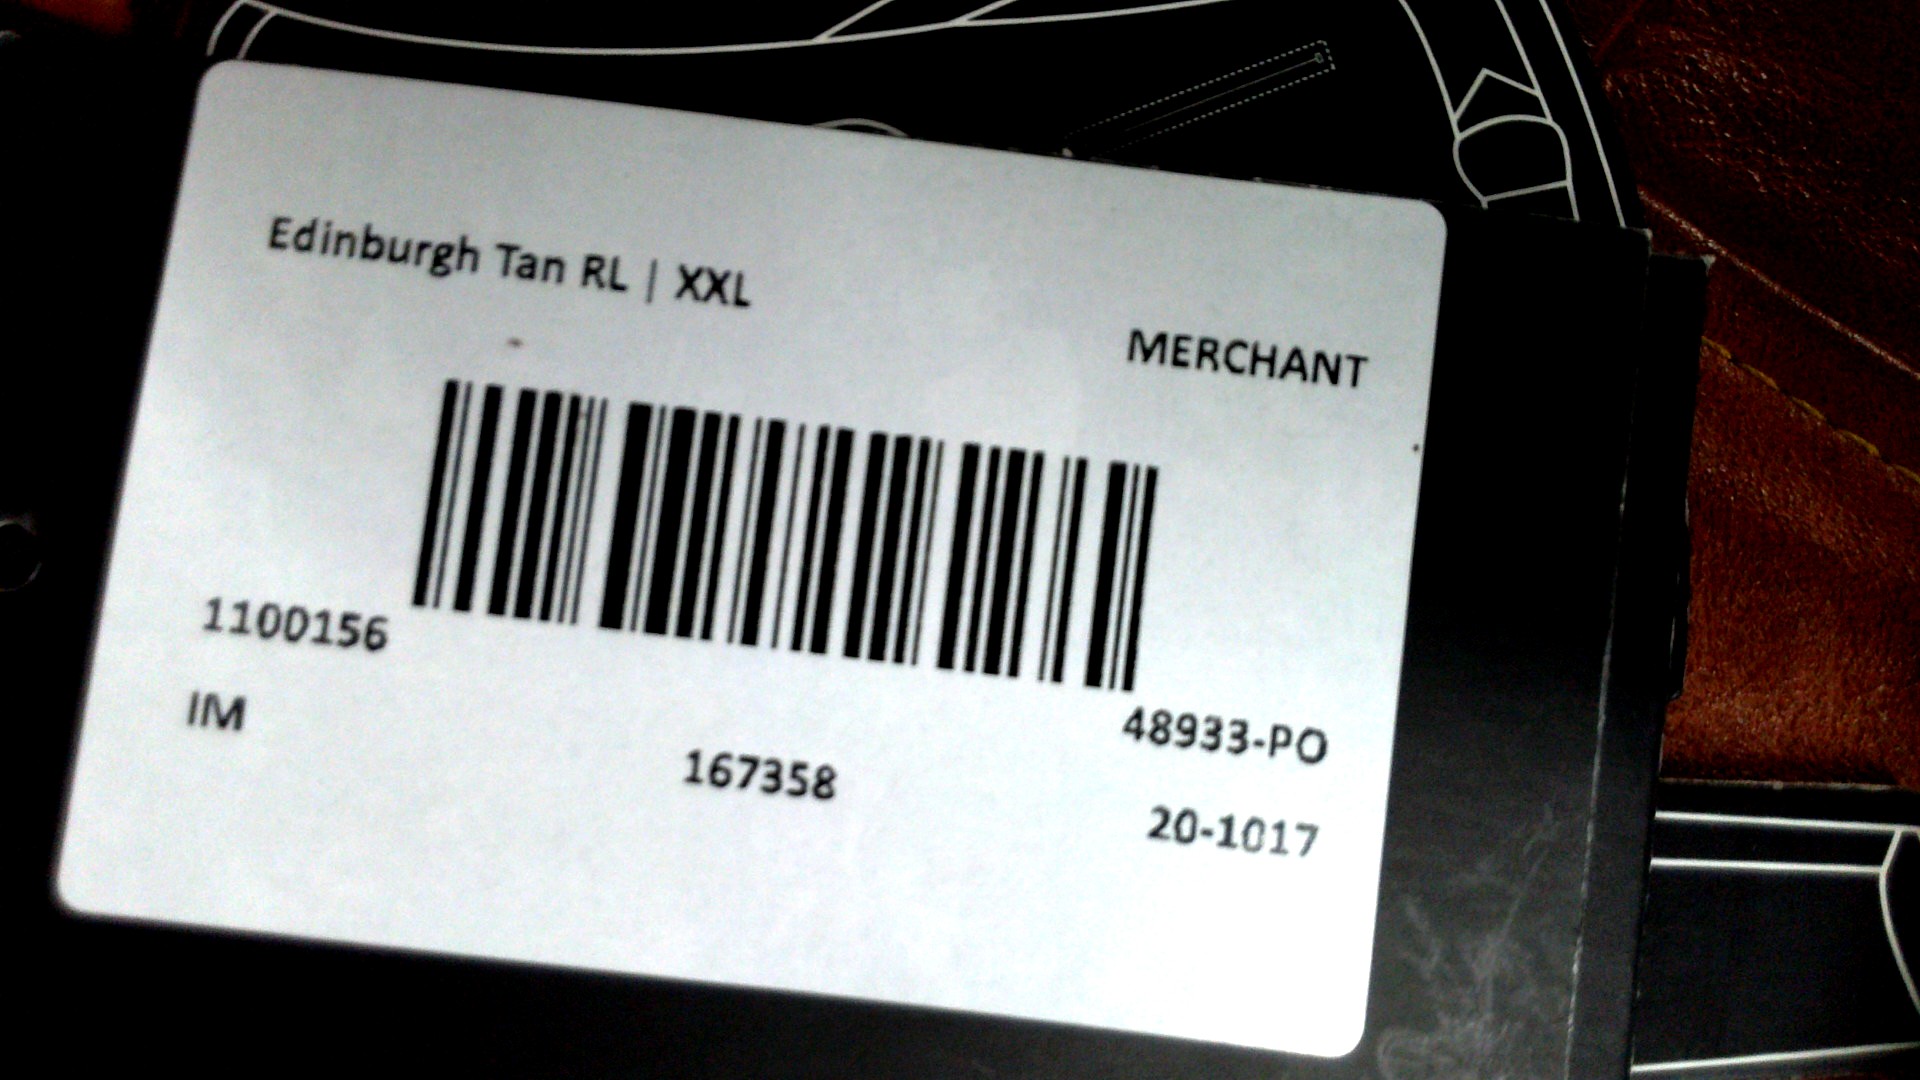 Edinburgh Tan RL | XXL
MERCHANT
1100156
48933-PO
IM
167358
20-1017